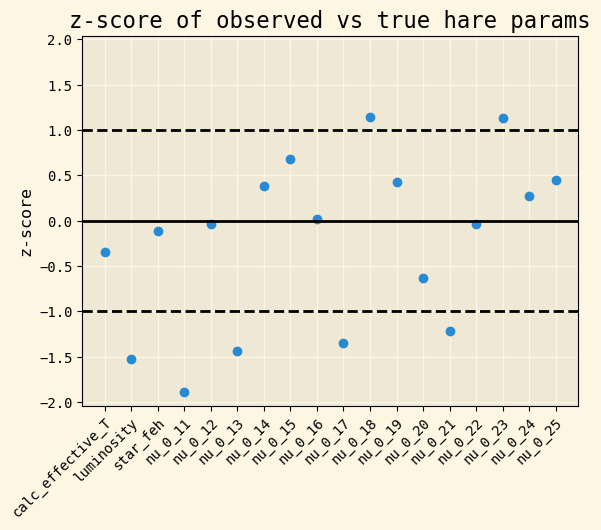 z-score of observed vs true hare params
2.0
1.5
1.0
0.5
0.0
−0.5
−1.0
−1.5
−2.0
z-score
calc_effective_T
luminosity
star_feh
nu_0_11
nu_0_12
nu_0_13
nu_0_14
nu_0_15
nu_0_16
nu_0_17
nu_0_18
nu_0_19
nu_0_20
nu_0_21
nu_0_22
nu_0_23
nu_0_24
nu_0_25